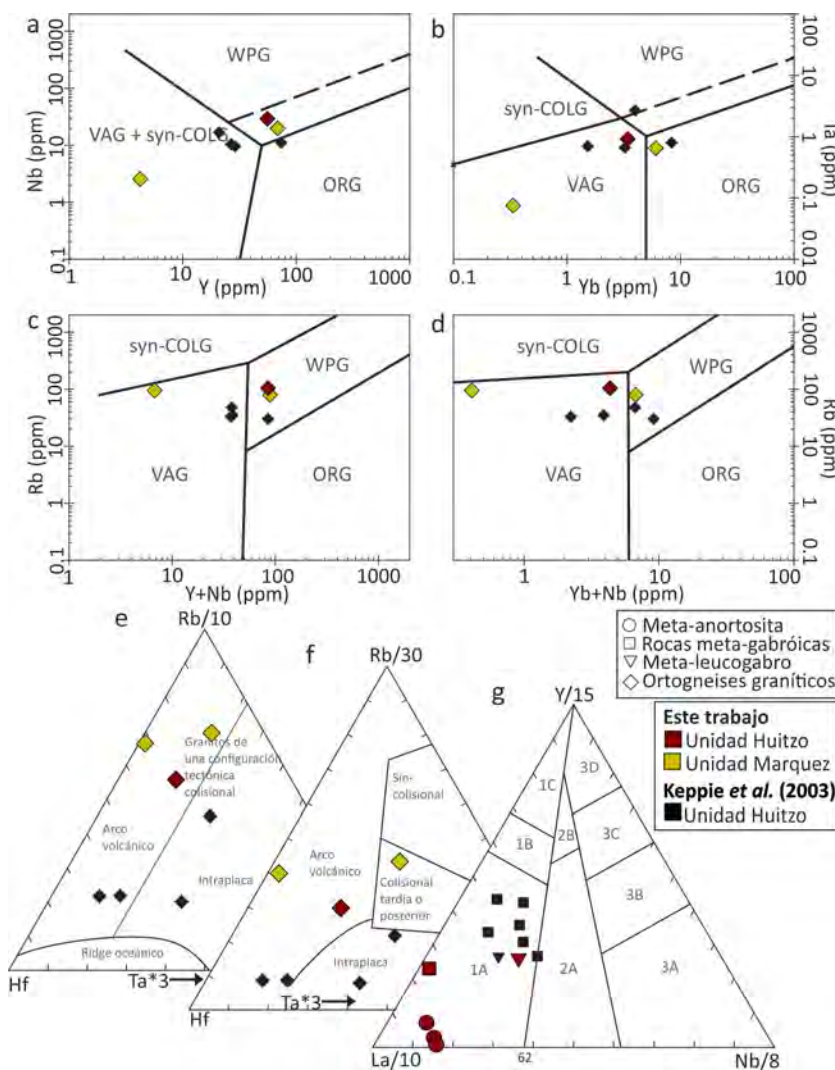 a
WPG
VAG + syn-COLG
ORG
Nb (ppm)
0.1
1
10
100
1000
1
10
100
1000
Y (ppm)
b
WPG
syn-COLG
VAG
ORG
Ta (ppm)
0.01
0.1
1
10
100
0.1
1
10
100
Yb (ppm)
c
syn-COLG
WPG
VAG
ORG
Rb (ppm)
0.1
1
10
100
1000
1
10
100
1000
Y+Nb (ppm)
d
syn-COLG
WPG
VAG
ORG
Rb (ppm)
0.1
1
10
100
1000
1
10
100
Yb+Nb (ppm)
e
Rb/10
Granitos de
una configuración
tectónica
colisional
Arco
volcánico
Intraplaca
Ridge oceánico
Hf
Ta*3
f
Rb/30
Sin-
colisional
Arco
volcánico
Colisional
tardia o
posterior
Intraplaca
Hf
Ta*3
g
Y/15
1C
3D
1B
2B
3C
3B
1A
2A
3A
La/10
62
Nb/8
Meta-anortosita
Rocas meta-gabróicas
Meta-leucogabro
Ortogneises graníticos
Este trabajo
Unidad Huitzo
Unidad Marquez
Keppie et al. (2003)
Unidad Huitzo